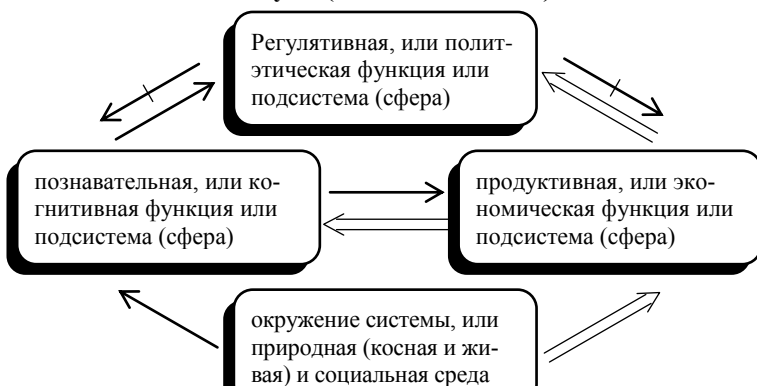 Регулятивная, или полит-
этическая функция или
подсистема (сфера)
познавательная, или ко-
гнитивная функция или
подсистема (сфера)
продуктивная, или эко-
номическая функция или
подсистема (сфера)
окружение системы, или
природная (косная и жи-
вая) и социальная среда